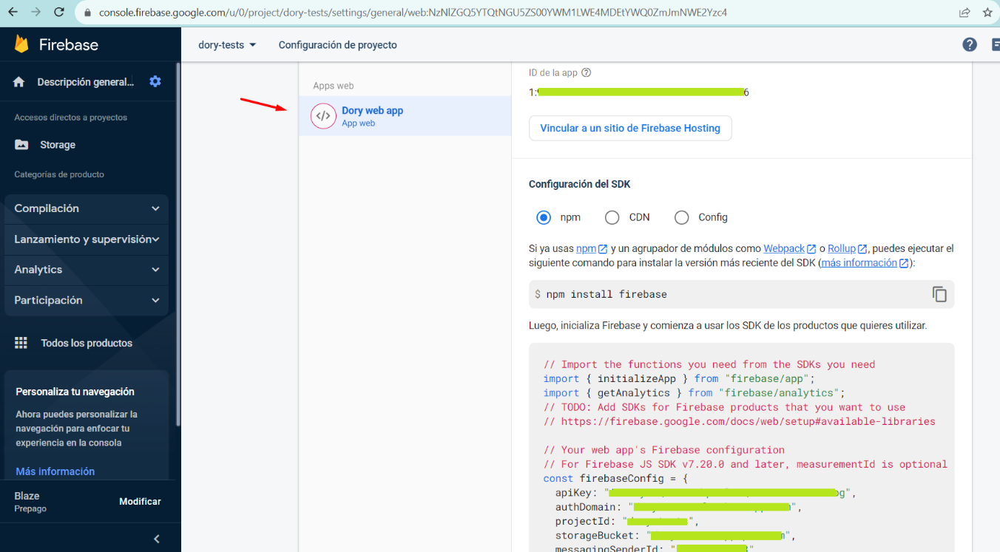 console.firebase.google.com/u/0/project/dory-tests/settings/general/web:NzNlZGQ5YTQtNGU5ZS00YWM1LWE4MDEtYWQ0ZmJmNWE2Yzc4
Firebase
dory-tests
Configuración de proyecto
Descripción general...
Accesos directos a proyectos
Storage
Categorías de producto
Compilación
Lanzamiento y supervisión
Analytics
Participación
Todos los productos
Personaliza tu navegación
Ahora puedes personalizar la
navegación para enfocar tu
experiencia en la consola
Más información
Blaze
Prepago
Modificar
Apps web
</> Dory web app
App web
ID de la app
1: 6
Vincular a un sitio de Firebase Hosting
Configuración del SDK
npm CDN Config
Si ya usas npm y un agrupador de módulos como Webpack o Rollup, puedes ejecutar el
siguiente comando para instalar la versión más reciente del SDK (más información):
$ npm install firebase
Luego, inicializa Firebase y comienza a usar los SDK de los productos que quieres utilizar.
// Import the functions you need from the SDKs you need
import { initializeApp } from "firebase/app";
import { getAnalytics } from "firebase/analytics";
// TODO: Add SDKs for Firebase products that you want to use
// https://firebase.google.com/docs/web/setup#available-libraries
// Your web app's Firebase configuration
// For Firebase JS SDK v7.20.0 and later, measurementId is optional
const firebaseConfig = {
apiKey: " og",
authDomain: " ",
projectId: " ",
storageBucket: " ",
messagingSenderId: " "